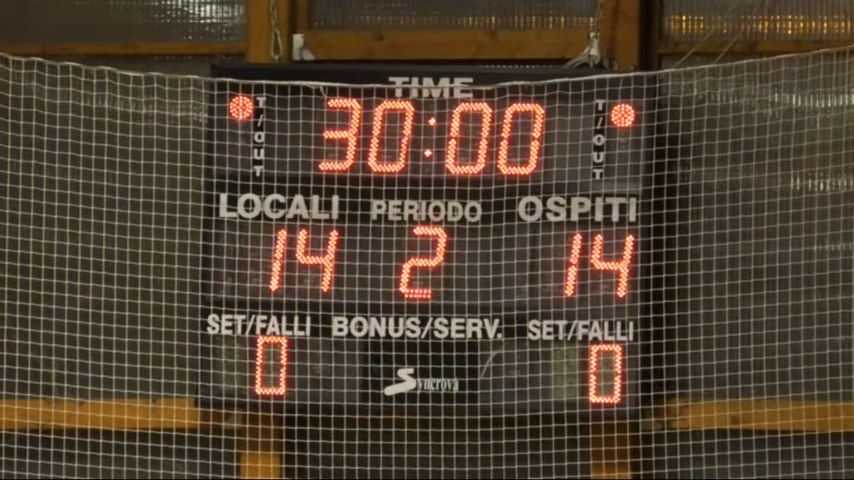 TIME
T/OUT 30:00 T/OUT
LOCALI PERIODO OSPITI
14 2 14
SET/FALLI BONUS/SERV. SET/FALLI
0 Syncrova 0